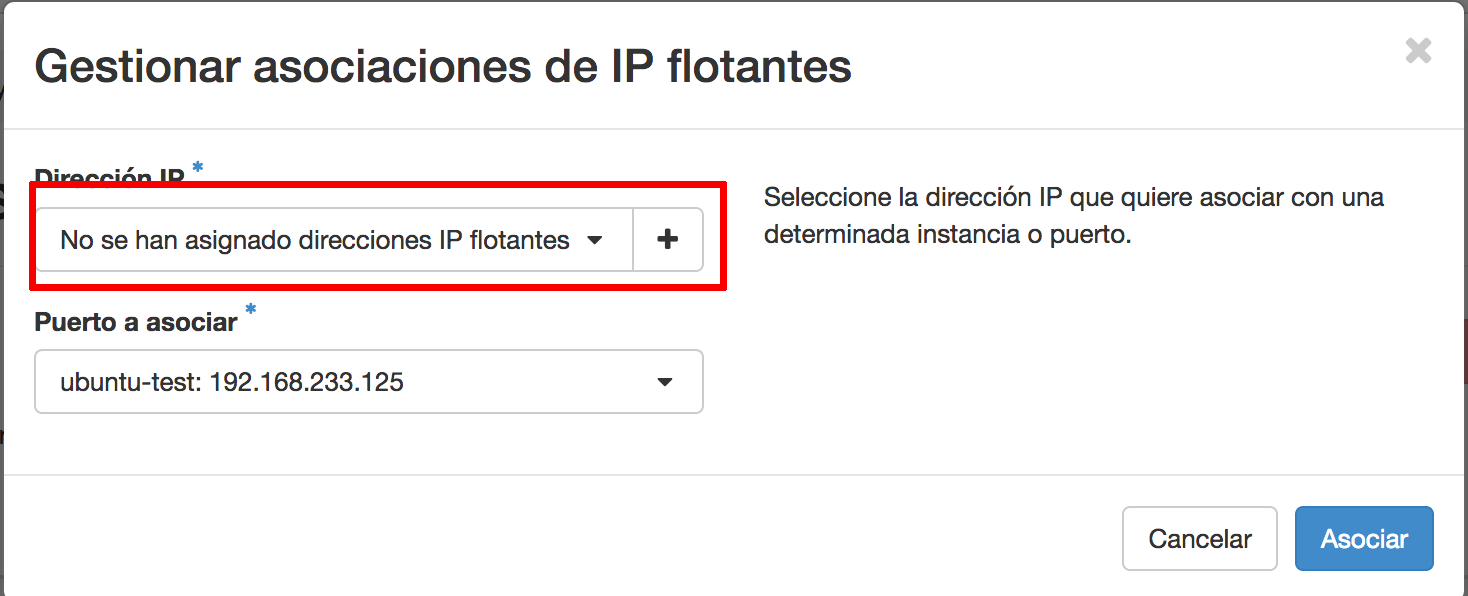 Gestionar asociaciones de IP flotantes
Dirección IP *
No se han asignado direcciones IP flotantes
Seleccione la dirección IP que quiere asociar con una
determinada instancia o puerto.
Puerto a asociar *
ubuntu-test: 192.168.233.125
Cancelar
Asociar